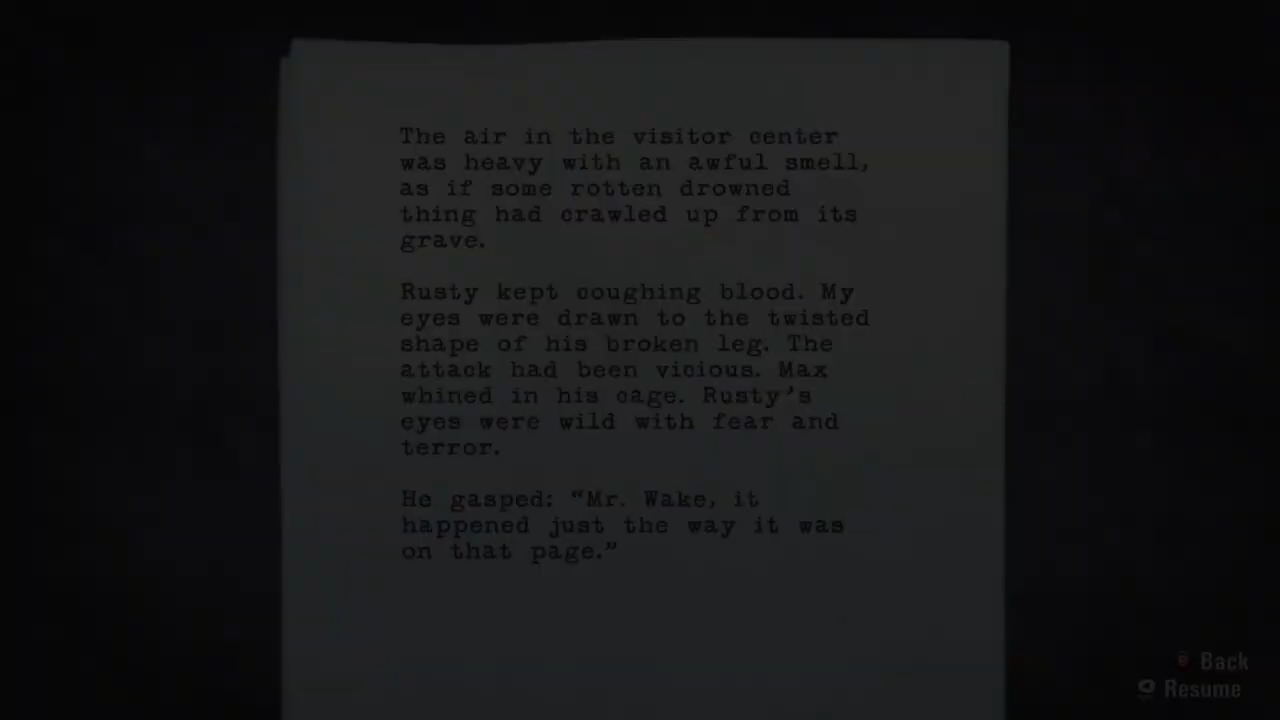 The air in the visitor center
was heavy with an awful smell,
as if some rotten drowned
thing had crawled up from its
grave.
Rusty kept coughing blood. My
eyes were drawn to the twisted
shape of his broken leg. The
attack had been vicious. Max
whined in his cage. Rusty's
eyes were wild with fear and
terror.
He gasped: “Mr. Wake, it
happened just the way it was
on that page.”
Back
Resume